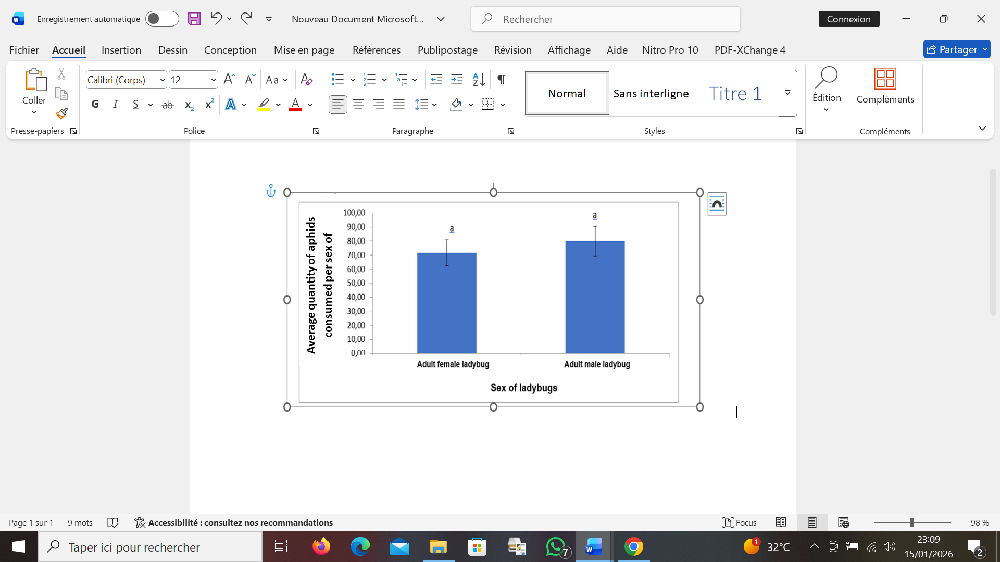 Enregistrement automatique
Nouveau Document Microsoft...
Rechercher
Connexion
Fichier Accueil Insertion Dessin Conception Mise en page Références Publipostage Révision Affichage Aide Nitro Pro 10 PDF-XChange 4
Partager
Coller
Presse-papiers
Calibri (Corps) 12
G I S ab x₂ x² A A
Police
Paragraphe
Normal
Sans interligne
Titre 1
Styles
Édition
Compléments
Compléments
Average quantity of aphids
consumed per sex of
100,00
90,00
80,00
70,00
60,00
50,00
40,00
30,00
20,00
10,00
0,00
a
a
Adult female ladybug
Adult male ladybug
Sex of ladybugs
Page 1 sur 1 9 mots Accessibilité : consultez nos recommandations
Focus
98 %
Taper ici pour rechercher
7
1
32°C
23:09
15/01/2026
2